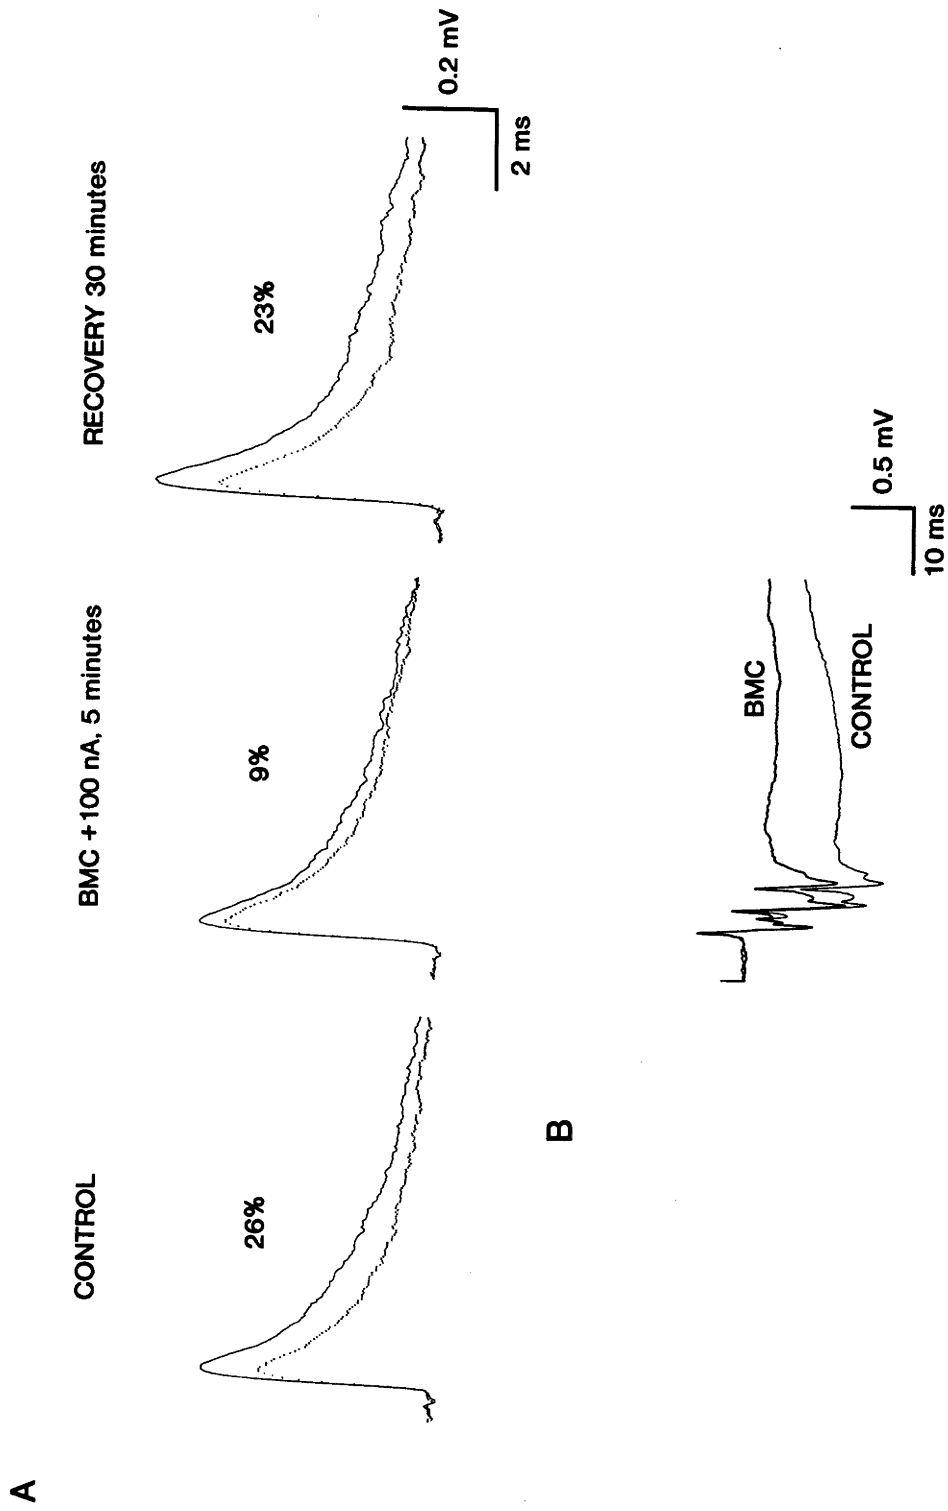 A
CONTROL
BMC +100 nA, 5 minutes
RECOVERY 30 minutes
26%
9%
23%
0.2 mV
2 ms
B
BMC
CONTROL
0.5 mV
10 ms